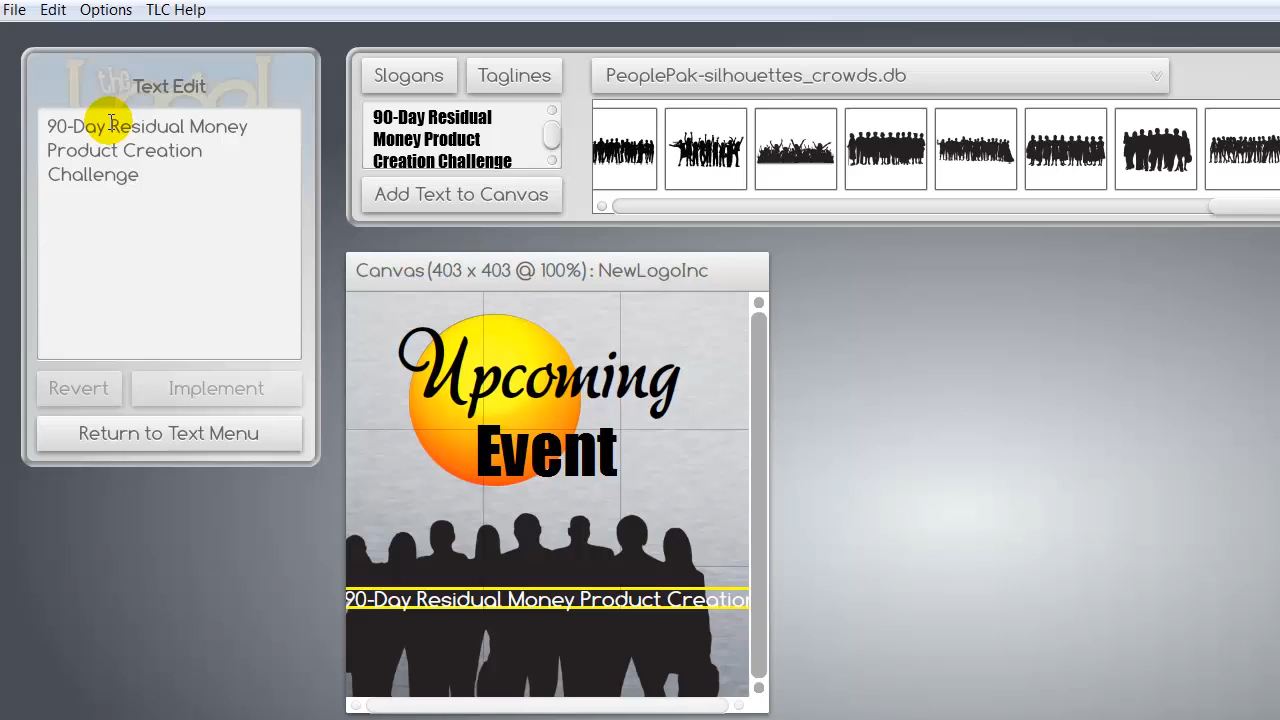 File Edit Options TLC Help
the
Text Edit
90-Day Residual Money
Product Creation
Challenge
Revert
Implement
Return to Text Menu
Slogans
Taglines
90-Day Residual
Money Product
Creation Challenge
Add Text to Canvas
PeoplePak-silhouettes_crowds.db
Canvas(403 x 403 @ 100%) : NewLogoInc
Upcoming
Event
90-Day Residual Money Product Creation